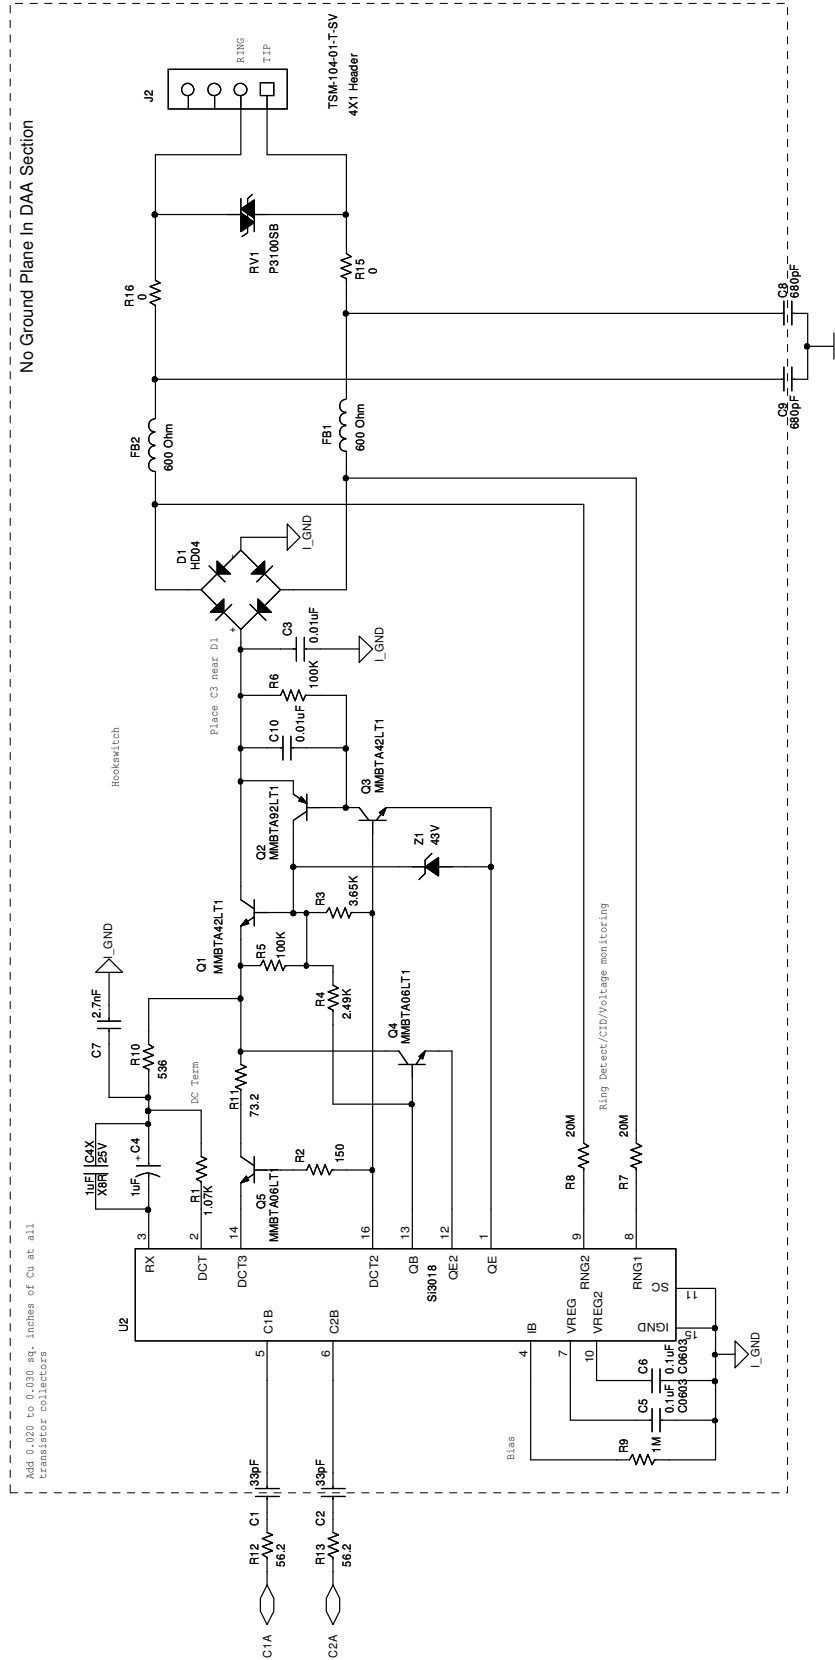 No Ground Plane In DAA Section
Add 0.020 to 0.030 sq. inches of Cu at all
transistor collectors
Hookswitch
Place C3 near D1
DC Term
Ring Detect/CID/Voltage monitoring
Bias
J2
RING
TIP
TSM-104-01-T-SV
4X1 Header
RV1
P3100SB
R16
0
R15
0
C8
680pF
C9
680pF
FB2
600 Ohm
FB1
600 Ohm
D1
HD04
-
+
I_GND
C3
0.01uF
I_GND
R6
100K
C10
0.01uF
Q2
MMBTA92LT1
Q3
MMBTA42LT1
Z1
43V
Q1
MMBTA42LT1
R3
3.65K
R5
100K
R4
2.49K
Q4
MMBTA06LT1
I_GND
2.7nF
C7
R10
536
R11
73.2
C4X
25V
1uF
X8R
+
C4
1uF
R1
1.07K
Q5
MMBTA06LT1
R2
150
R8
20M
R7
20M
U2
Si3018
3
RX
2
DCT
14
DCT3
16
DCT2
13
QB
12
QE2
1
QE
9
RNG2
8
RNG1
11
SC
15
IGND
5
C1B
6
C2B
4
IB
7
VREG
10
VREG2
I_GND
C6
0.1uF
C0603
C5
0.1uF
C0603
R9
1M
33pF
C1
R12
56.2
C1A
33pF
C2
R13
56.2
C2A